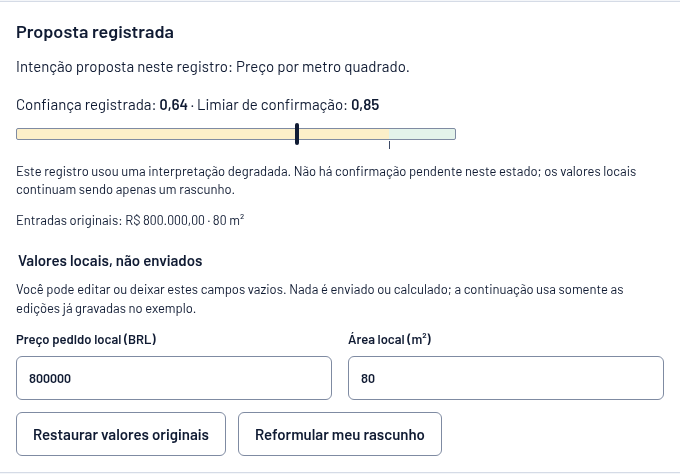 Proposta registrada
Intenção proposta neste registro: Preço por metro quadrado.
Confiança registrada: 0,64 · Limiar de confirmação: 0,85
Este registro usou uma interpretação degradada. Não há confirmação pendente neste estado; os valores locais
continuam sendo apenas um rascunho.
Entradas originais: R$ 800.000,00 · 80 m²
Valores locais, não enviados
Você pode editar ou deixar estes campos vazios. Nada é enviado ou calculado; a continuação usa somente as
edições já gravadas no exemplo.
Preço pedido local (BRL)
Área local (m²)
800000
80
Restaurar valores originais
Reformular meu rascunho